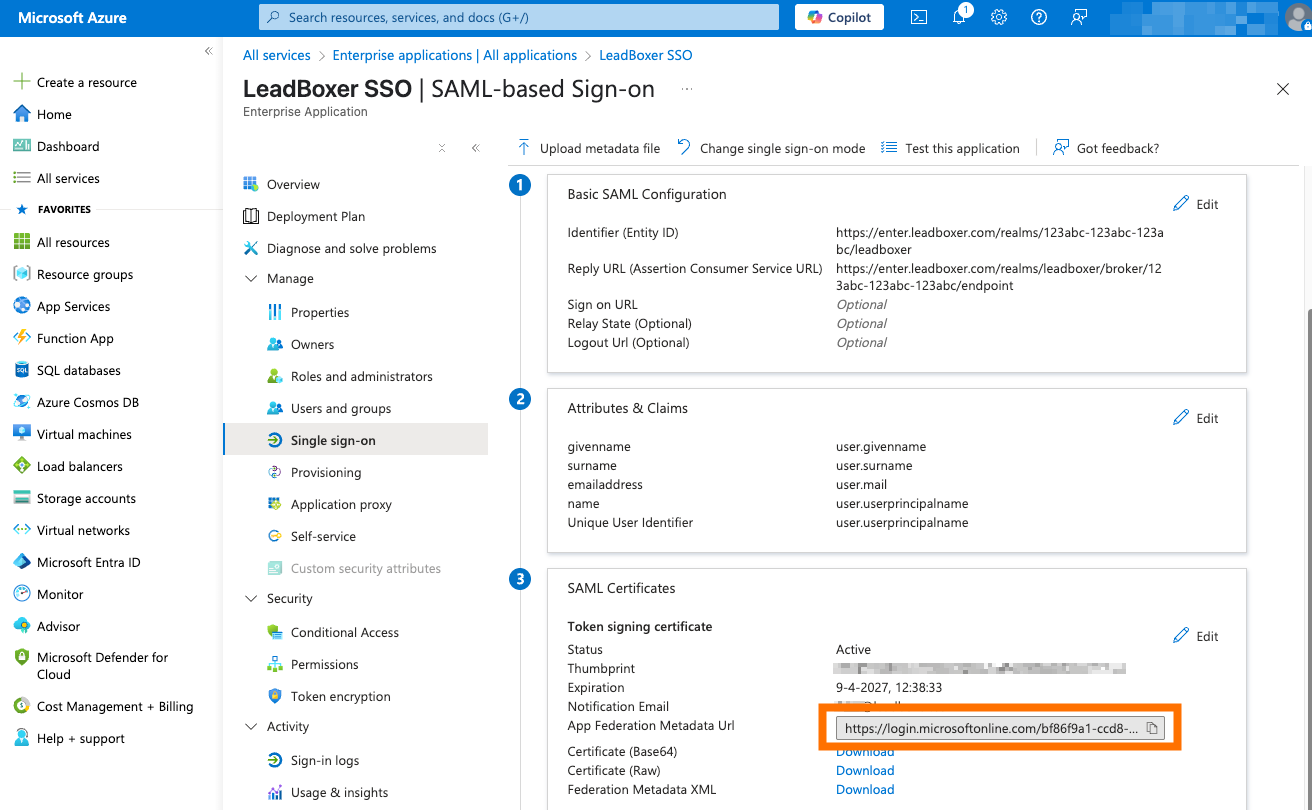 Microsoft Azure
Search resources, services, and docs (G+/)
Copilot
1
Create a resource
Home
Dashboard
All services
FAVORITES
All resources
Resource groups
App Services
Function App
SQL databases
Azure Cosmos DB
Virtual machines
Load balancers
Storage accounts
Virtual networks
Microsoft Entra ID
Monitor
Advisor
Microsoft Defender for
Cloud
Cost Management + Billing
Help + support
All services > Enterprise applications | All applications > LeadBoxer SSO
LeadBoxer SSO | SAML-based Sign-on ...
Enterprise Application
Overview
Deployment Plan
Diagnose and solve problems
Manage
Properties
Owners
Roles and administrators
Users and groups
Single sign-on
Provisioning
Application proxy
Self-service
Custom security attributes
Security
Conditional Access
Permissions
Token encryption
Activity
Sign-in logs
Usage & insights
Upload metadata file
Change single sign-on mode
Test this application
Got feedback?
1
Basic SAML Configuration
Edit
Identifier (Entity ID)
https://enter.leadboxer.com/realms/123abc-123abc-123a
bc/leadboxer
Reply URL (Assertion Consumer Service URL)
https://enter.leadboxer.com/realms/leadboxer/broker/12
3abc-123abc-123abc/endpoint
Sign on URL Optional
Relay State (Optional) Optional
Logout Url (Optional) Optional
2
Attributes & Claims
Edit
givenname user.givenname
surname user.surname
emailaddress user.mail
name user.userprincipalname
Unique User Identifier user.userprincipalname
3
SAML Certificates
Token signing certificate
Edit
Status Active
Thumbprint
Expiration 9-4-2027, 12:38:33
Notification Email
App Federation Metadata Url https://login.microsoftonline.com/bf86f9a1-ccd8-...
Certificate (Base64) Download
Certificate (Raw) Download
Federation Metadata XML Download